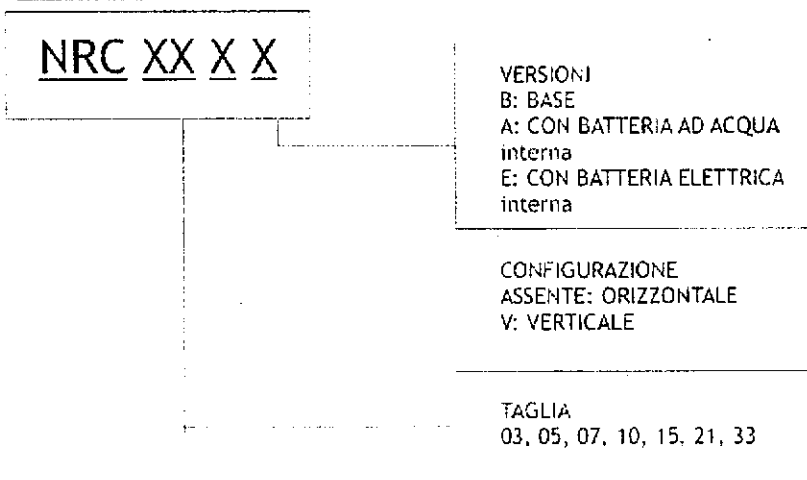 NRC XX X X
VERSIONI
B: BASE
A: CON BATTERIA AD ACQUA
interna
E: CON BATTERIA ELETTRICA
interna
CONFIGURAZIONE
ASSENTE: ORIZZONTALE
V: VERTICALE
TAGLIA
03, 05, 07, 10, 15, 21, 33